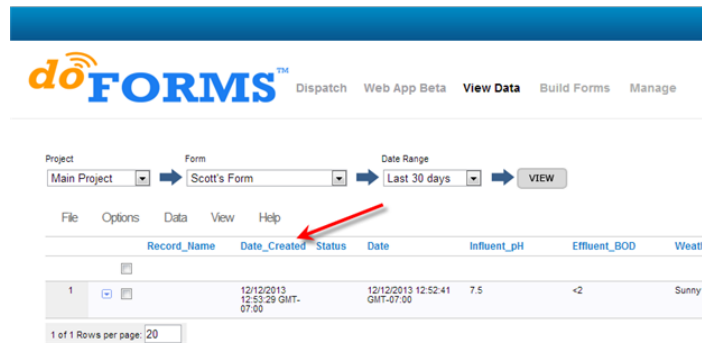 doFORMS™
Dispatch Web App Beta View Data Build Forms Manage
Project Form Date Range
Main Project Scott's Form Last 30 days VIEW
File Options Data View Help
Record_Name Date_Created Status Date Influent_pH Effluent_BOD Weath
1 12/12/2013 12/12/2013 12:52:41 7.5 <2 Sunny
12:53:29 GMT- GMT-07:00
07:00
1 of 1 Rows per page: 20